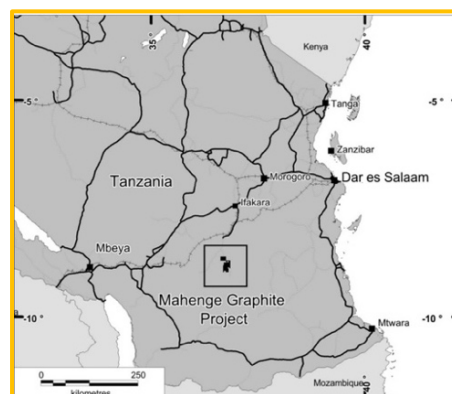 35
40
Kenya
-5
-5
Tanga
Zanzibar
Tanzania
Morogoro
Dar es Salaam
Ifakara
Mbeya
Mahenge Graphite
Project
-10
-10
Mtwara
0
250
kilometres
Mozambique
40